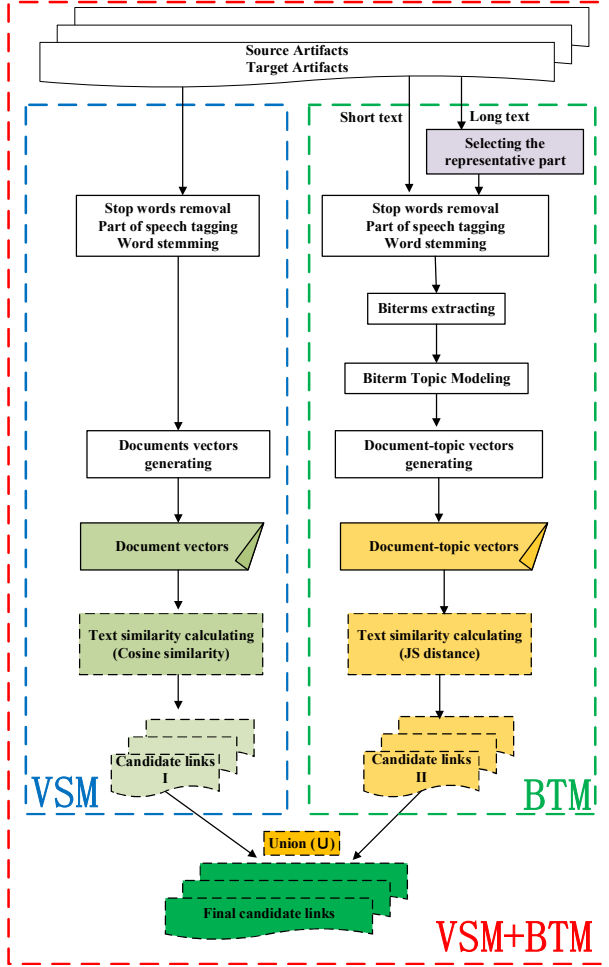 Source Artifacts
Target Artifacts
Short text
Long text
Selecting the
representative part
Stop words removal
Part of speech tagging
Word stemming
Stop words removal
Part of speech tagging
Word stemming
Biterms extracting
Biterm Topic Modeling
Documents vectors
generating
Document-topic vectors
generating
Document vectors
Document-topic vectors
Text similarity calculating
(Cosine similarity)
Text similarity calculating
(JS distance)
Candidate links
I
Candidate links
II
VSM
BTM
Union (∪)
Final candidate links
VSM+BTM